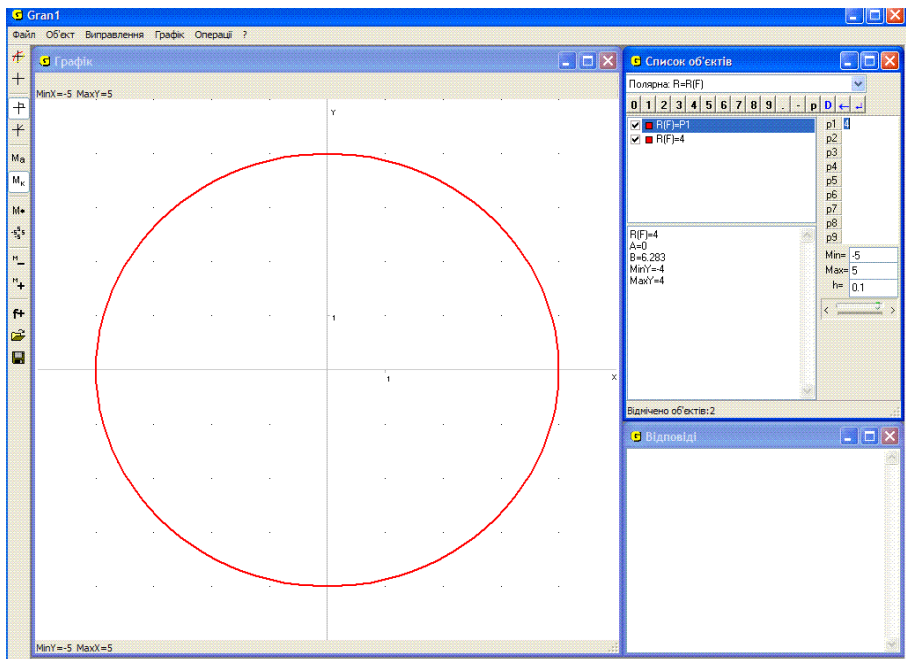 Gran1
Файл Об'єкт Виправлення Графік Операції ?
Графік
MinX=-5 MaxY=5
Y
1
1
X
MinY=-5 MaxX=5
Ma
Мк
M+
f+
Список об'єктів
Полярна: R=R(F)
0 1 2 3 4 5 6 7 8 9 . - p D ← ↵
R(F)=P1
R(F)=4
p1 4
p2
p3
p4
p5
p6
p7
p8
p9
R(F)=4
A=0
B=6.283
MinY=-4
MaxY=4
Min= -5
Max= 5
h= 0.1
Відмічено об'єктів:2
Відповіді